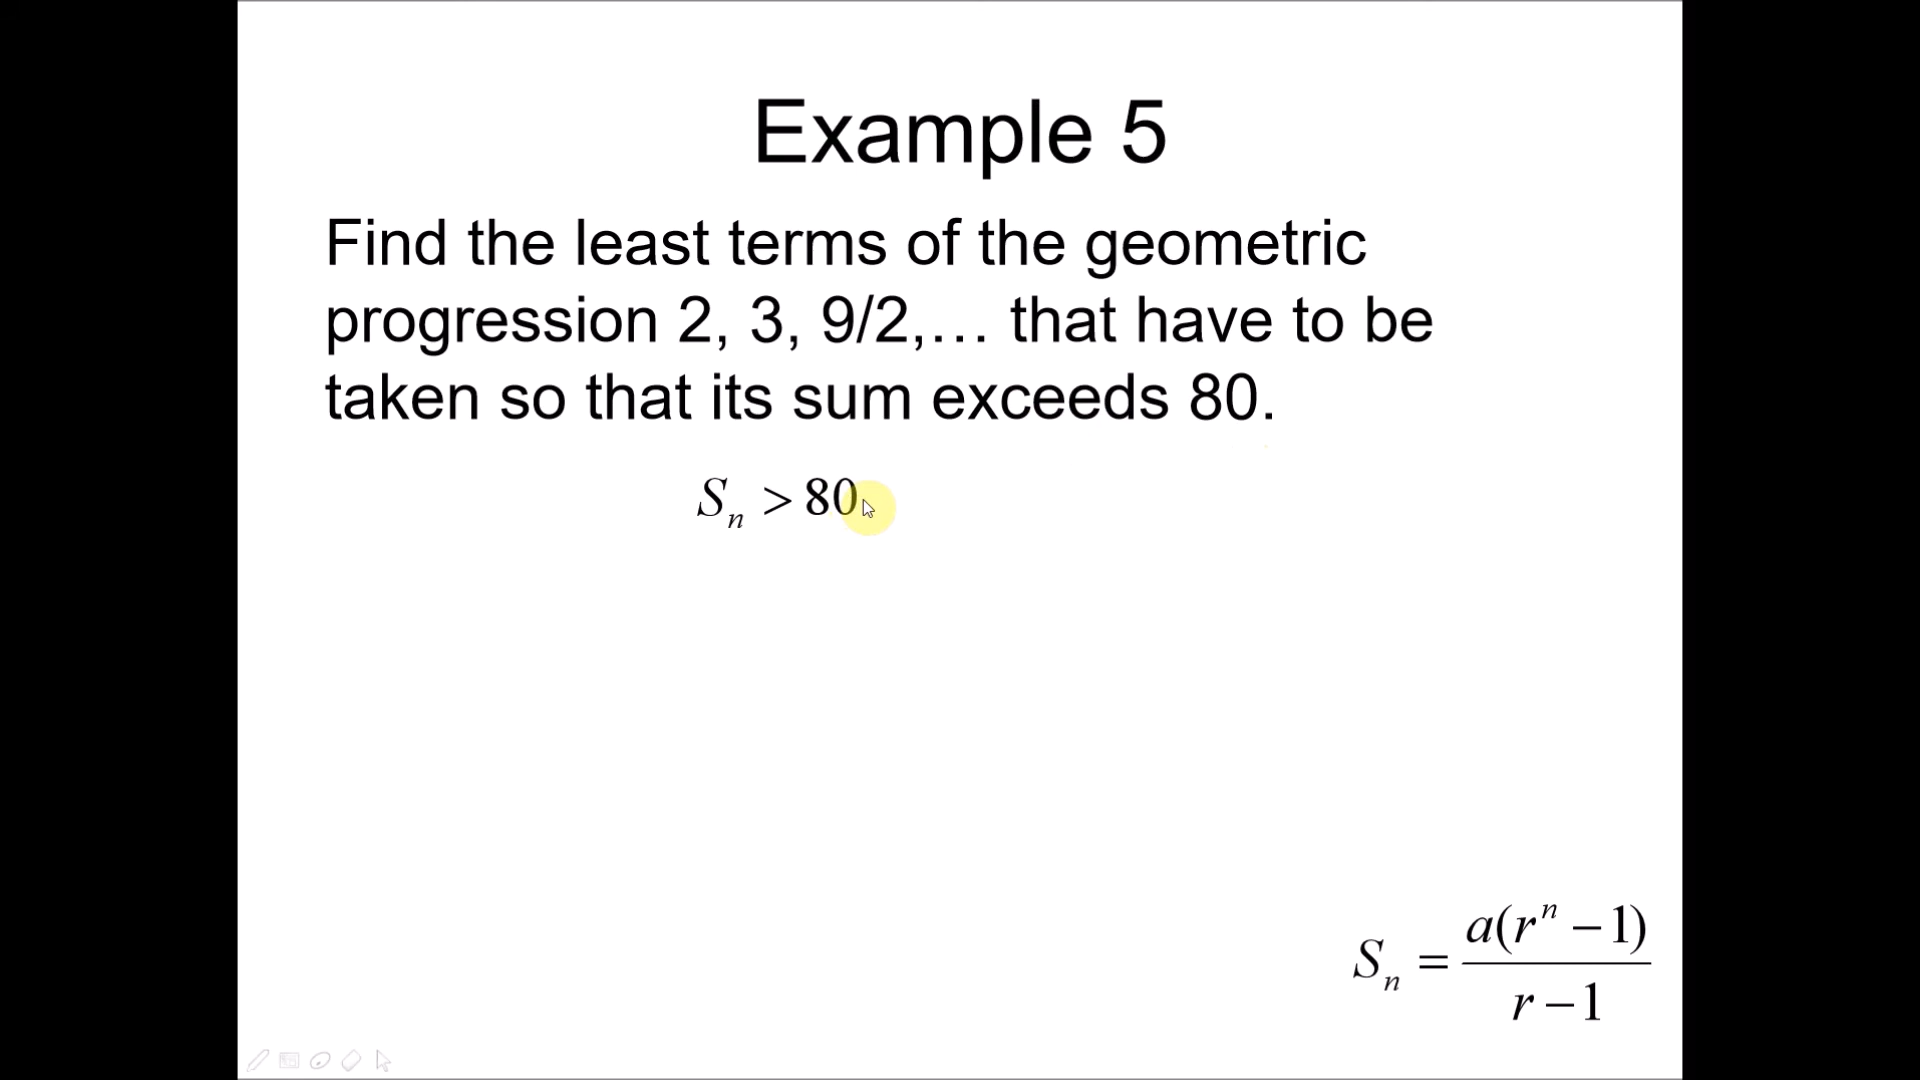 Example 5
Find the least terms of the geometric
progression 2, 3, 9/2,… that have to be
taken so that its sum exceeds 80.
Sₙ > 80
Sₙ = a(rⁿ − 1) / r − 1